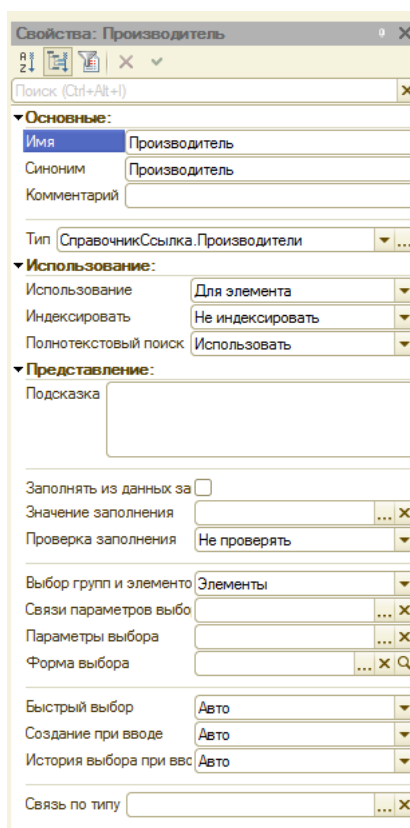 Свойства: Производитель
Поиск (Ctrl+Alt+I)
Основные:
Имя Производитель
Синоним Производитель
Комментарий
Тип СправочникСсылка.Производители
Использование:
Использование Для элемента
Индексировать Не индексировать
Полнотекстовый поиск Использовать
Представление:
Подсказка
Заполнять из данных за
Значение заполнения
Проверка заполнения Не проверять
Выбор групп и элементо Элементы
Связи параметров выбо
Параметры выбора
Форма выбора
Быстрый выбор Авто
Создание при вводе Авто
История выбора при вво Авто
Связь по типу